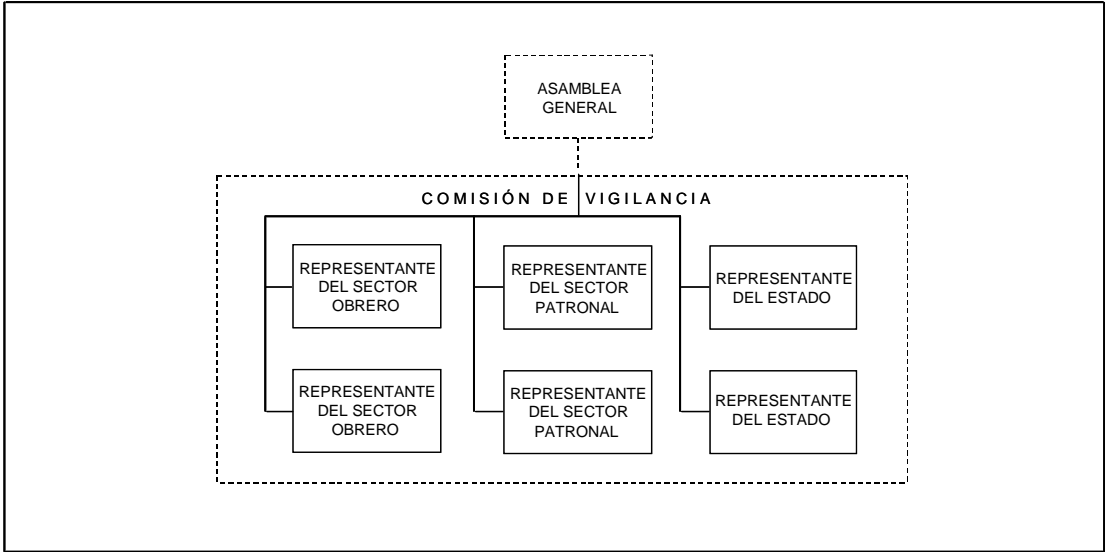 ASAMBLEA
GENERAL
COMISIÓN DE VIGILANCIA
REPRESENTANTE
DEL SECTOR
OBRERO
REPRESENTANTE
DEL SECTOR
PATRONAL
REPRESENTANTE
DEL ESTADO
REPRESENTANTE
DEL SECTOR
OBRERO
REPRESENTANTE
DEL SECTOR
PATRONAL
REPRESENTANTE
DEL ESTADO